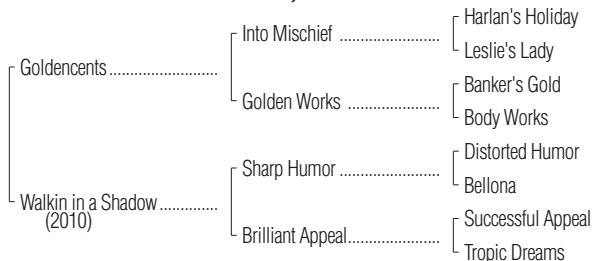 Harlan's Holiday
Into Mischief
Leslie's Lady
Goldencents
Banker's Gold
Golden Works
Body Works
Distorted Humor
Sharp Humor
Bellona
Walkin in a Shadow
(2010)
Successful Appeal
Brilliant Appeal
Tropic Dreams